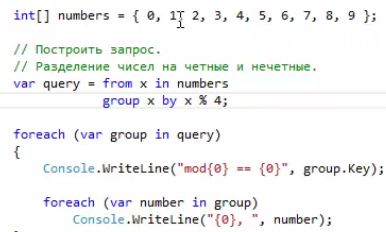 int[] numbers = { 0, 1, 2, 3, 4, 5, 6, 7, 8, 9 };
// Построить запрос.
// Разделение чисел на четные и нечетные.
var query = from x in numbers
group x by x % 4;
foreach (var group in query)
{
Console.WriteLine("mod{0} == {0}", group.Key);
foreach (var number in group)
Console.WriteLine("{0}, ", number);